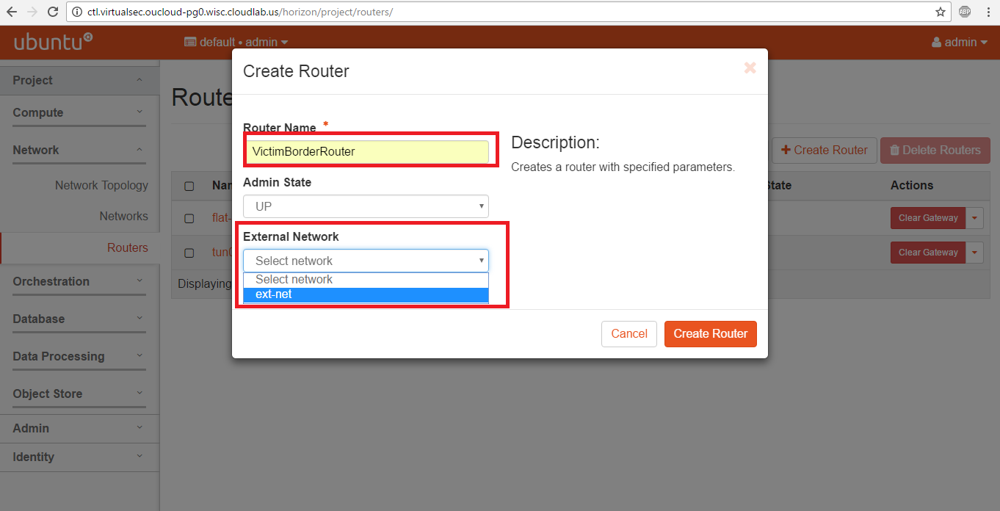 ctl.virtualsec.oucloud-pg0.wisc.cloudlab.us/horizon/project/routers/
ABP
ubuntu
default • admin
admin
Project
Compute
Network
Network Topology
Networks
Routers
Orchestration
Database
Data Processing
Object Store
Admin
Identity
Route
Create Router
Delete Routers
Nam
State
Actions
flat-
Clear Gateway
tun0
Clear Gateway
Displaying
Create Router
Router Name *
VictimBorderRouter
Admin State
UP
External Network
Select network
Select network
ext-net
Description:
Creates a router with specified parameters.
Cancel
Create Router